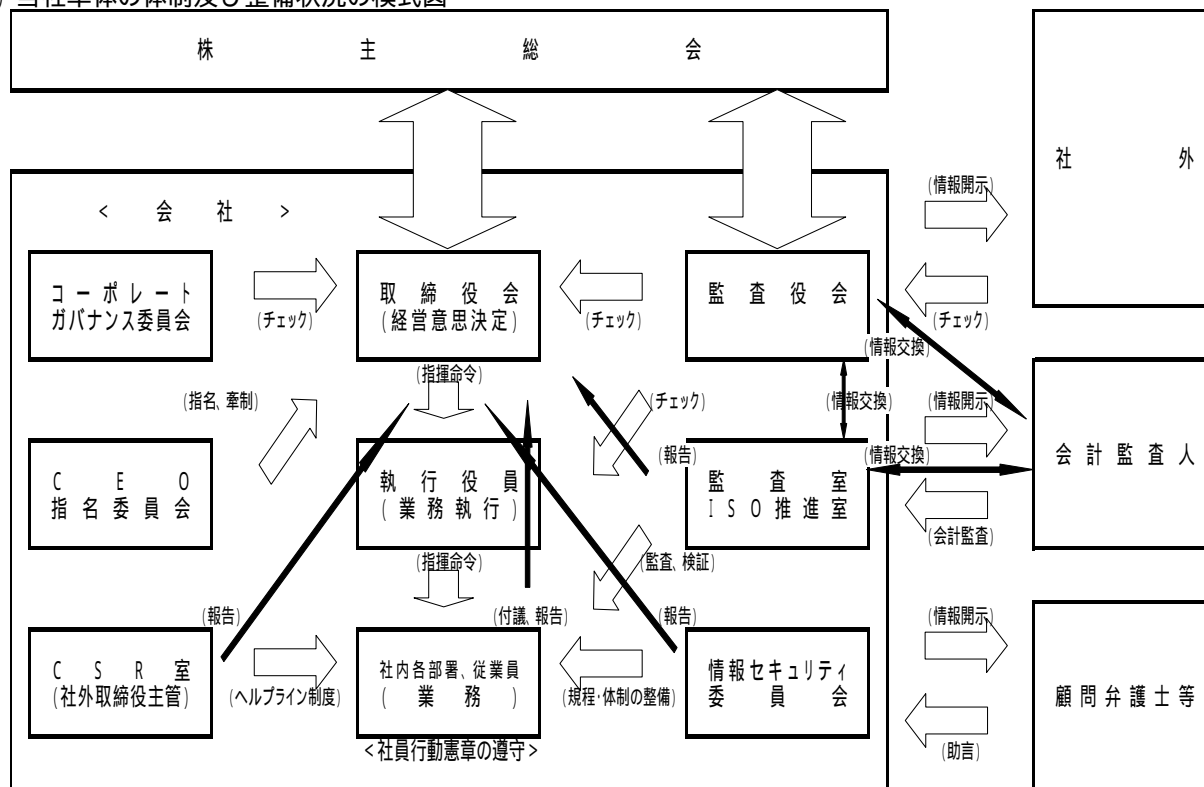 当社単体の体制及び整備状況の模式図
株主総会
社外
<会社>
(情報開示)
コーポレート
ガバナンス委員会
(チェック)
取締役会
(経営意思決定)
(チェック)
監査役会
(チェック)
(情報交換)
(指揮命令)
(指名、牽制)
(チェック)
(情報交換)
(情報開示)
CEO
指名委員会
執行役員
(業務執行)
(報告)
監査室
ISO推進室
(情報交換)
会計監査人
(会計監査)
(指揮命令)
(監査、検証)
(報告)
(付議、報告)
(報告)
(情報開示)
CSR室
(社外取締役主管)
(ヘルプライン制度)
社内各部署、従業員
(業務)
(規程・体制の整備)
情報セキュリティ
委員会
顧問弁護士等
<社員行動憲章の遵守>
(助言)